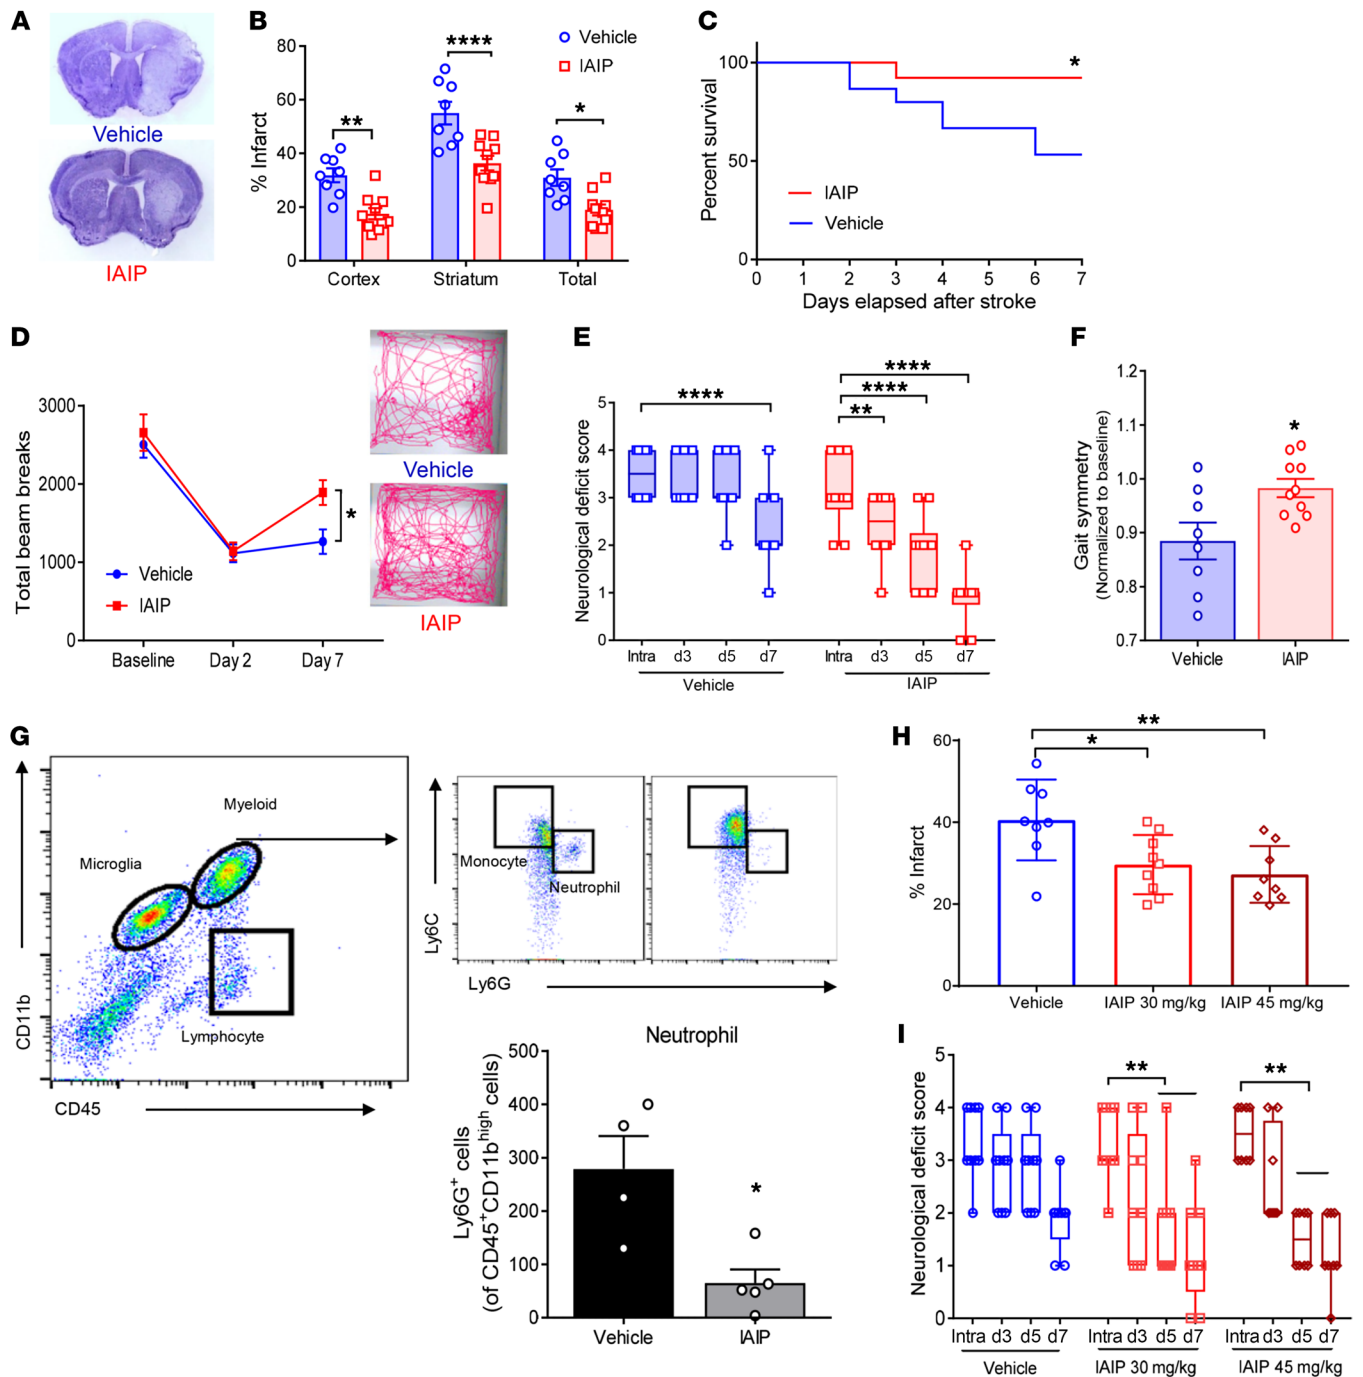 A
Vehicle
IAIP
B
% Infarct
80
60
40
20
0
**
****
*
Vehicle
IAIP
Cortex
Striatum
Total
C
Percent survival
100
50
0
*
IAIP
Vehicle
0 1 2 3 4 5 6 7
Days elapsed after stroke
D
Total beam breaks
3000
2000
1000
0
*
Vehicle
IAIP
Baseline
Day 2
Day 7
Vehicle
IAIP
E
Neurological deficit score
5
4
3
2
1
0
****
**
****
****
Intra d3 d5 d7
Intra d3 d5 d7
Vehicle
IAIP
F
Gait symmetry
(Normalized to baseline)
1.2
1.1
1.0
0.9
0.8
0.7
*
Vehicle
IAIP
G
CD11b
Myeloid
Microglia
Lymphocyte
CD45
Ly6C
Monocyte
Neutrophil
Ly6G
Neutrophil
Ly6G+ cells
(of CD45+CD11bhigh cells)
500
400
300
200
100
0
*
Vehicle
IAIP
H
% Infarct
60
40
20
0
**
*
Vehicle
IAIP 30 mg/kg
IAIP 45 mg/kg
I
Neurological deficit score
5
4
3
2
1
0
**
**
Intra d3 d5 d7
Intra d3 d5 d7
Intra d3 d5 d7
Vehicle
IAIP 30 mg/kg
IAIP 45 mg/kg